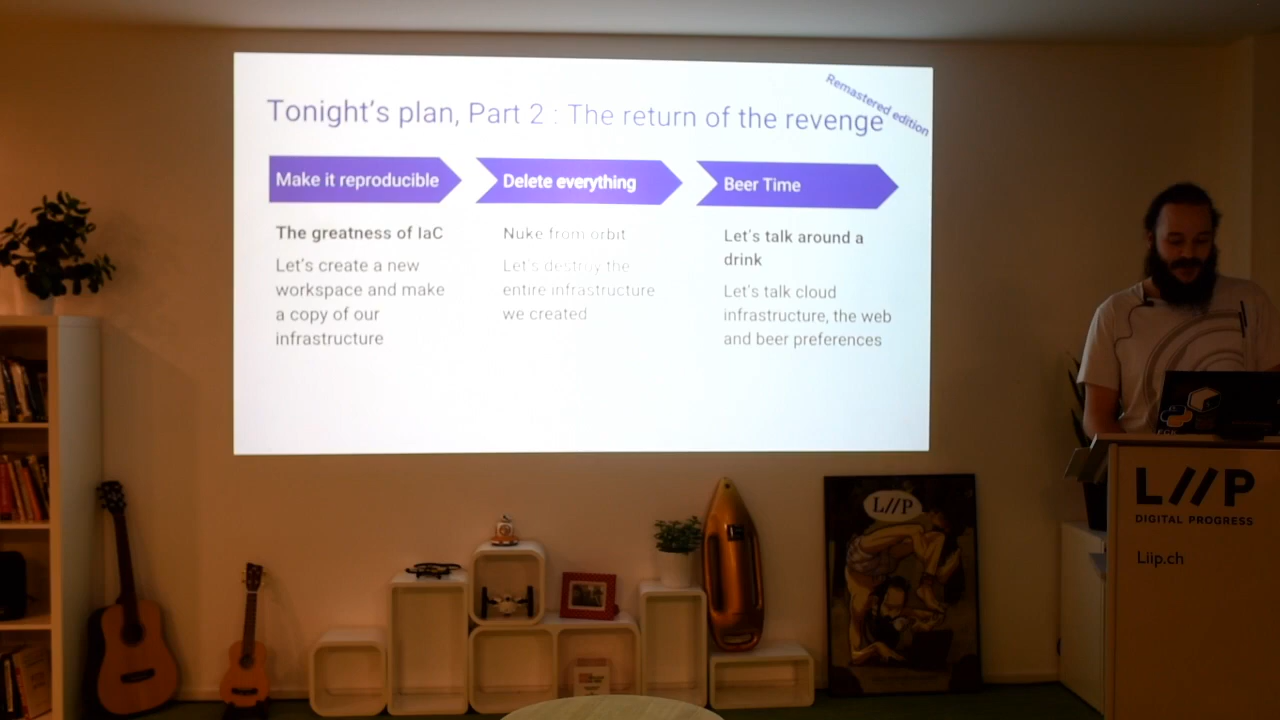 Remastered edition
Tonight's plan, Part 2 : The return of the revenge
Make it reproducible
Delete everything
Beer Time
The greatness of IaC
Let's create a new
workspace and make
a copy of our
infrastructure
Nuke from orbit
Let's destroy the
entire infrastructure
we created
Let's talk around a
drink
Let's talk cloud
infrastructure, the web
and beer preferences
L//P
LIIP
DIGITAL PROGRESS
Liip.ch